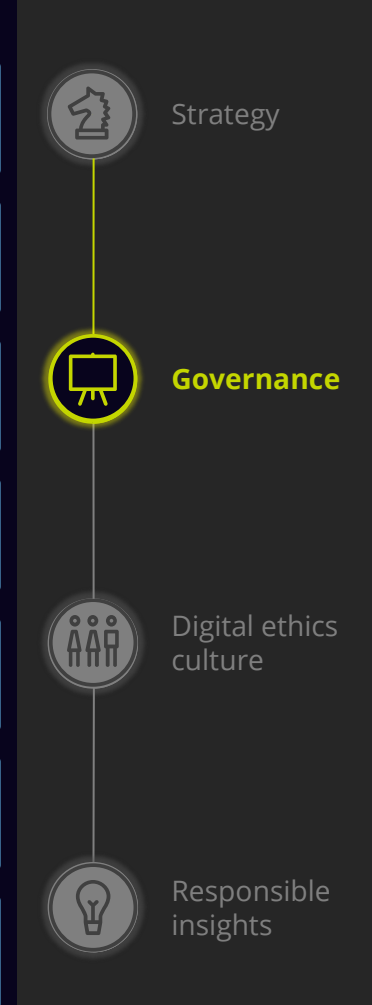 Strategy
Governance
Digital ethics
culture
Responsible
insights